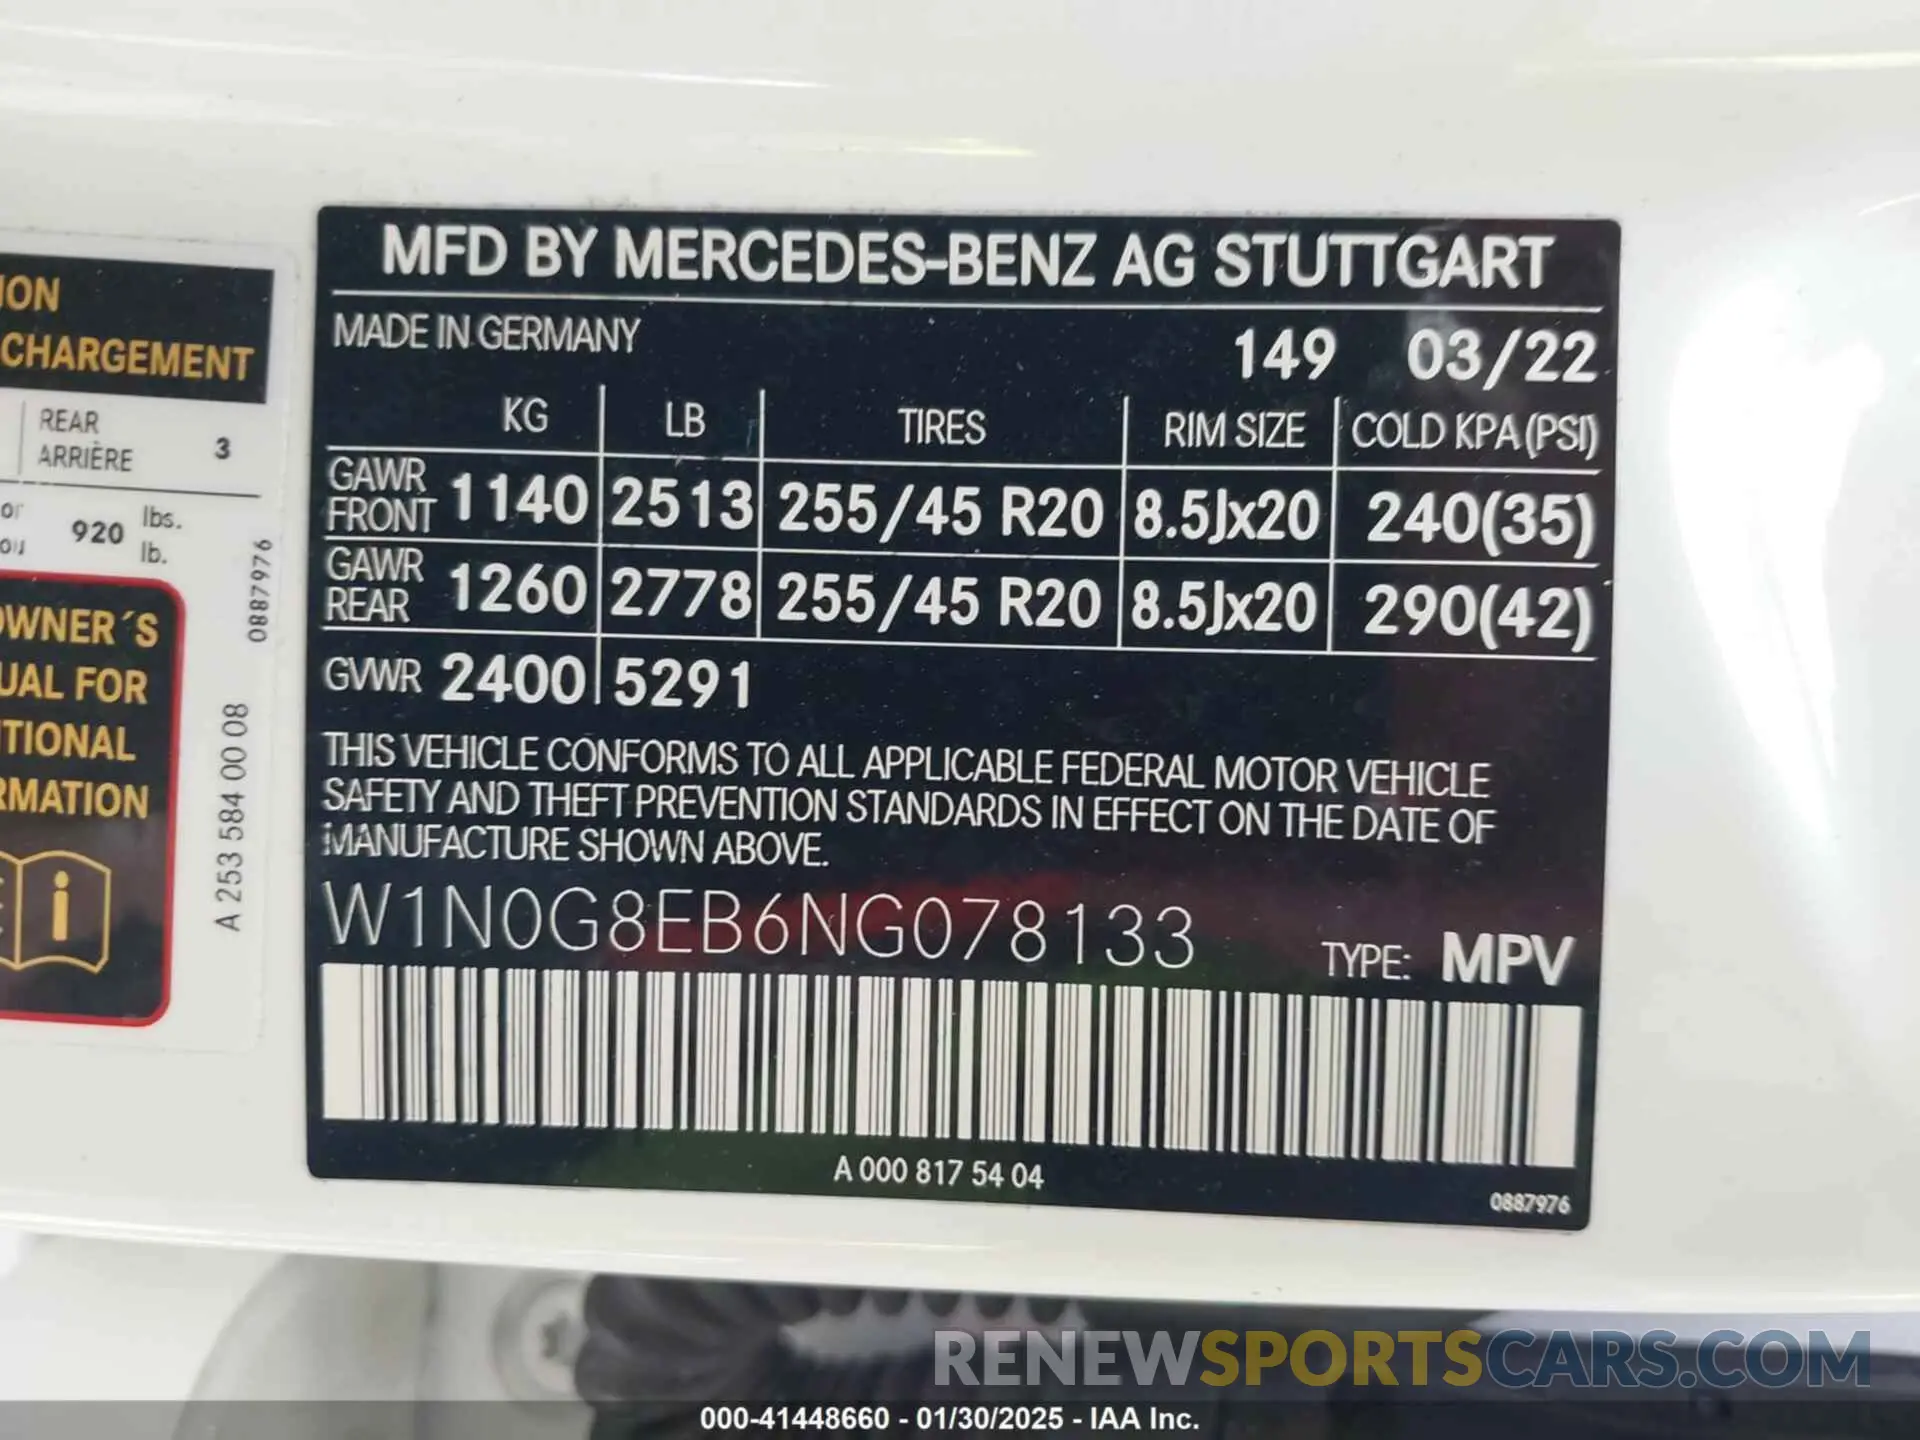 ION
CHARGEMENT
REAR
ARRIÈRE 3
or
ou 920 lbs.
lb.
0887976
OWNER´S
UAL FOR
ITIONAL
RMATION
A 253 584 00 08
MFD BY MERCEDES-BENZ AG STUTTGART
MADE IN GERMANY 149 03/22
KG LB TIRES RIM SIZE COLD KPA (PSI)
GAWR FRONT 1140 2513 255/45 R20 8.5Jx20 240(35)
GAWR REAR 1260 2778 255/45 R20 8.5Jx20 290(42)
GVWR 2400 5291
THIS VEHICLE CONFORMS TO ALL APPLICABLE FEDERAL MOTOR VEHICLE
SAFETY AND THEFT PREVENTION STANDARDS IN EFFECT ON THE DATE OF
MANUFACTURE SHOWN ABOVE.
W1N0G8EB6NG078133 TYPE: MPV
A 000 817 54 04
0887976
RENEWSPORTSCARS.COM
000-41448660 - 01/30/2025 - IAA Inc.